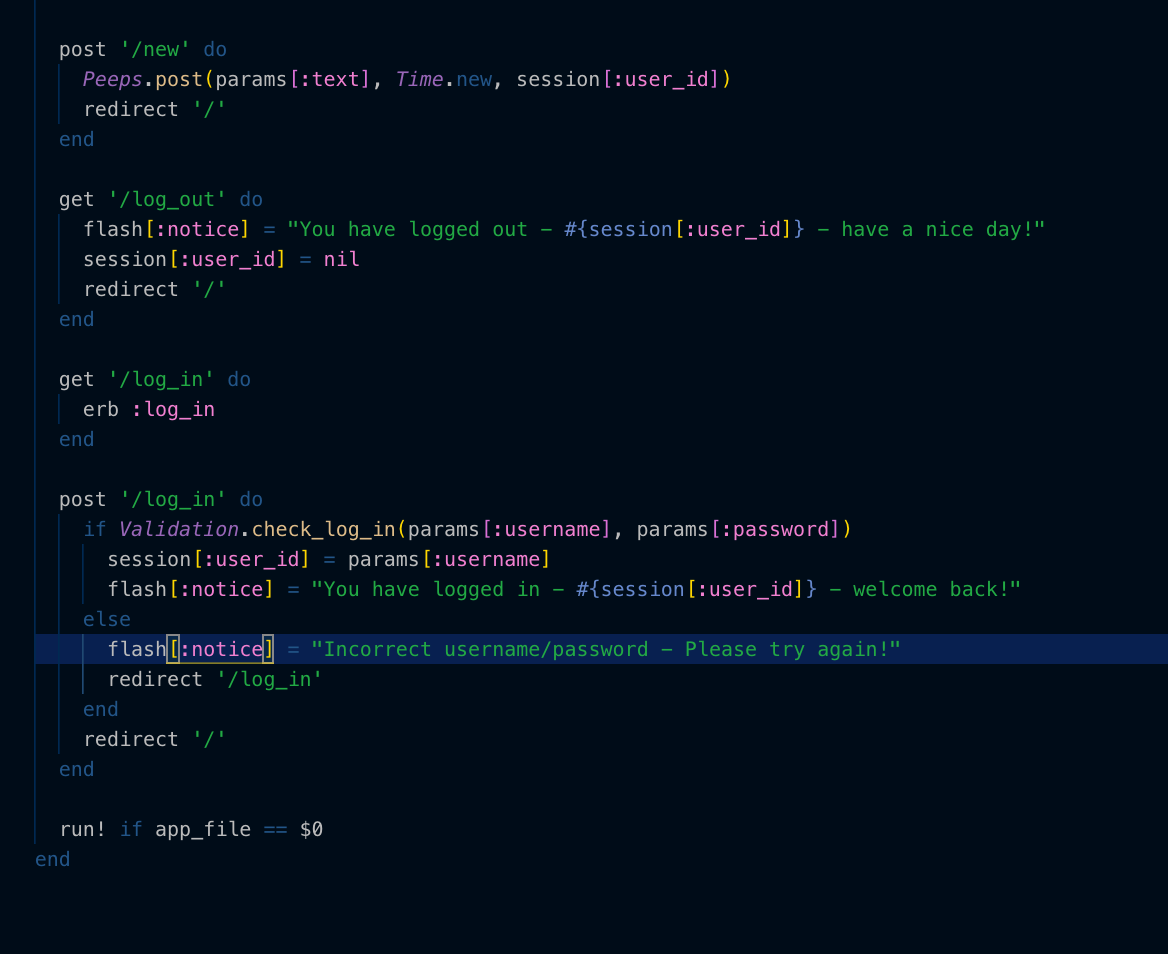 post '/new' do
Peeps.post(params[:text], Time.new, session[:user_id])
redirect '/'
end
get '/log_out' do
flash[:notice] = "You have logged out – #{session[:user_id]} – have a nice day!"
session[:user_id] = nil
redirect '/'
end
get '/log_in' do
erb :log_in
end
post '/log_in' do
if Validation.check_log_in(params[:username], params[:password])
session[:user_id] = params[:username]
flash[:notice] = "You have logged in – #{session[:user_id]} – welcome back!"
else
flash[:notice] = "Incorrect username/password – Please try again!"
redirect '/log_in'
end
redirect '/'
end
run! if app_file == $0
end